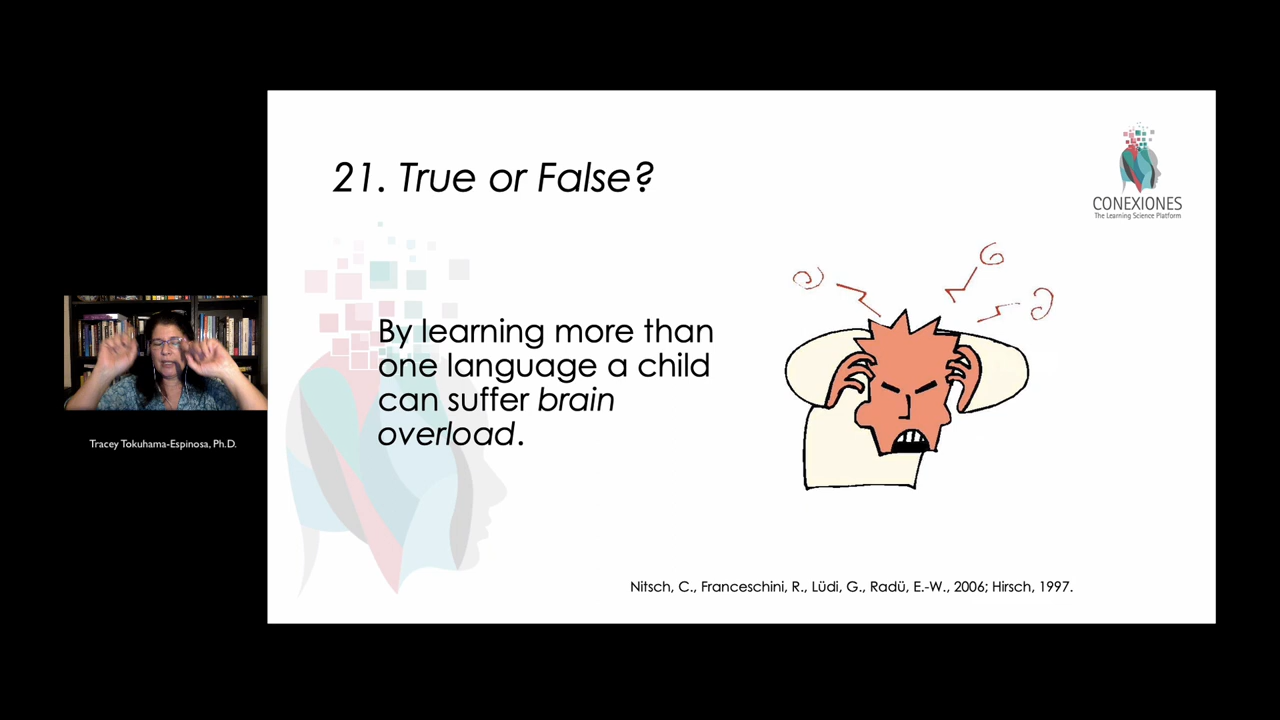 21. True or False?
CONEXIONES
The Learning Science Platform
By learning more than
one language a child
can suffer brain
overload.
Tracey Tokuhama-Espinosa, Ph.D.
Nitsch, C., Franceschini, R., Lüdi, G., Radü, E.-W., 2006; Hirsch, 1997.